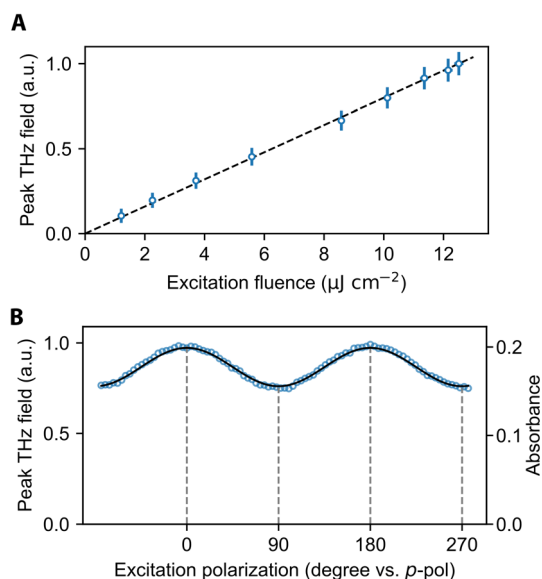 A
Peak THz field (a.u.)
1.0
0.5
0.0
0 2 4 6 8 10 12
Excitation fluence (μJ cm⁻²)
B
Peak THz field (a.u.)
1.0
0.5
0.0
0.2
0.1
0.0
Absorbance
0 90 180 270
Excitation polarization (degree vs. p-pol)